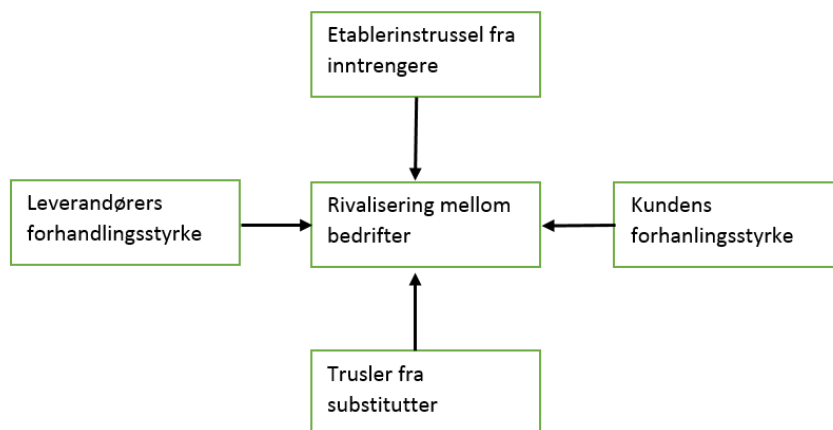 Etablerinstrussel fra
inntrengere
Leverandørers
forhandlingsstyrke
Rivalisering mellom
bedrifter
Kundens
forhanlingsstyrke
Trusler fra
substitutter